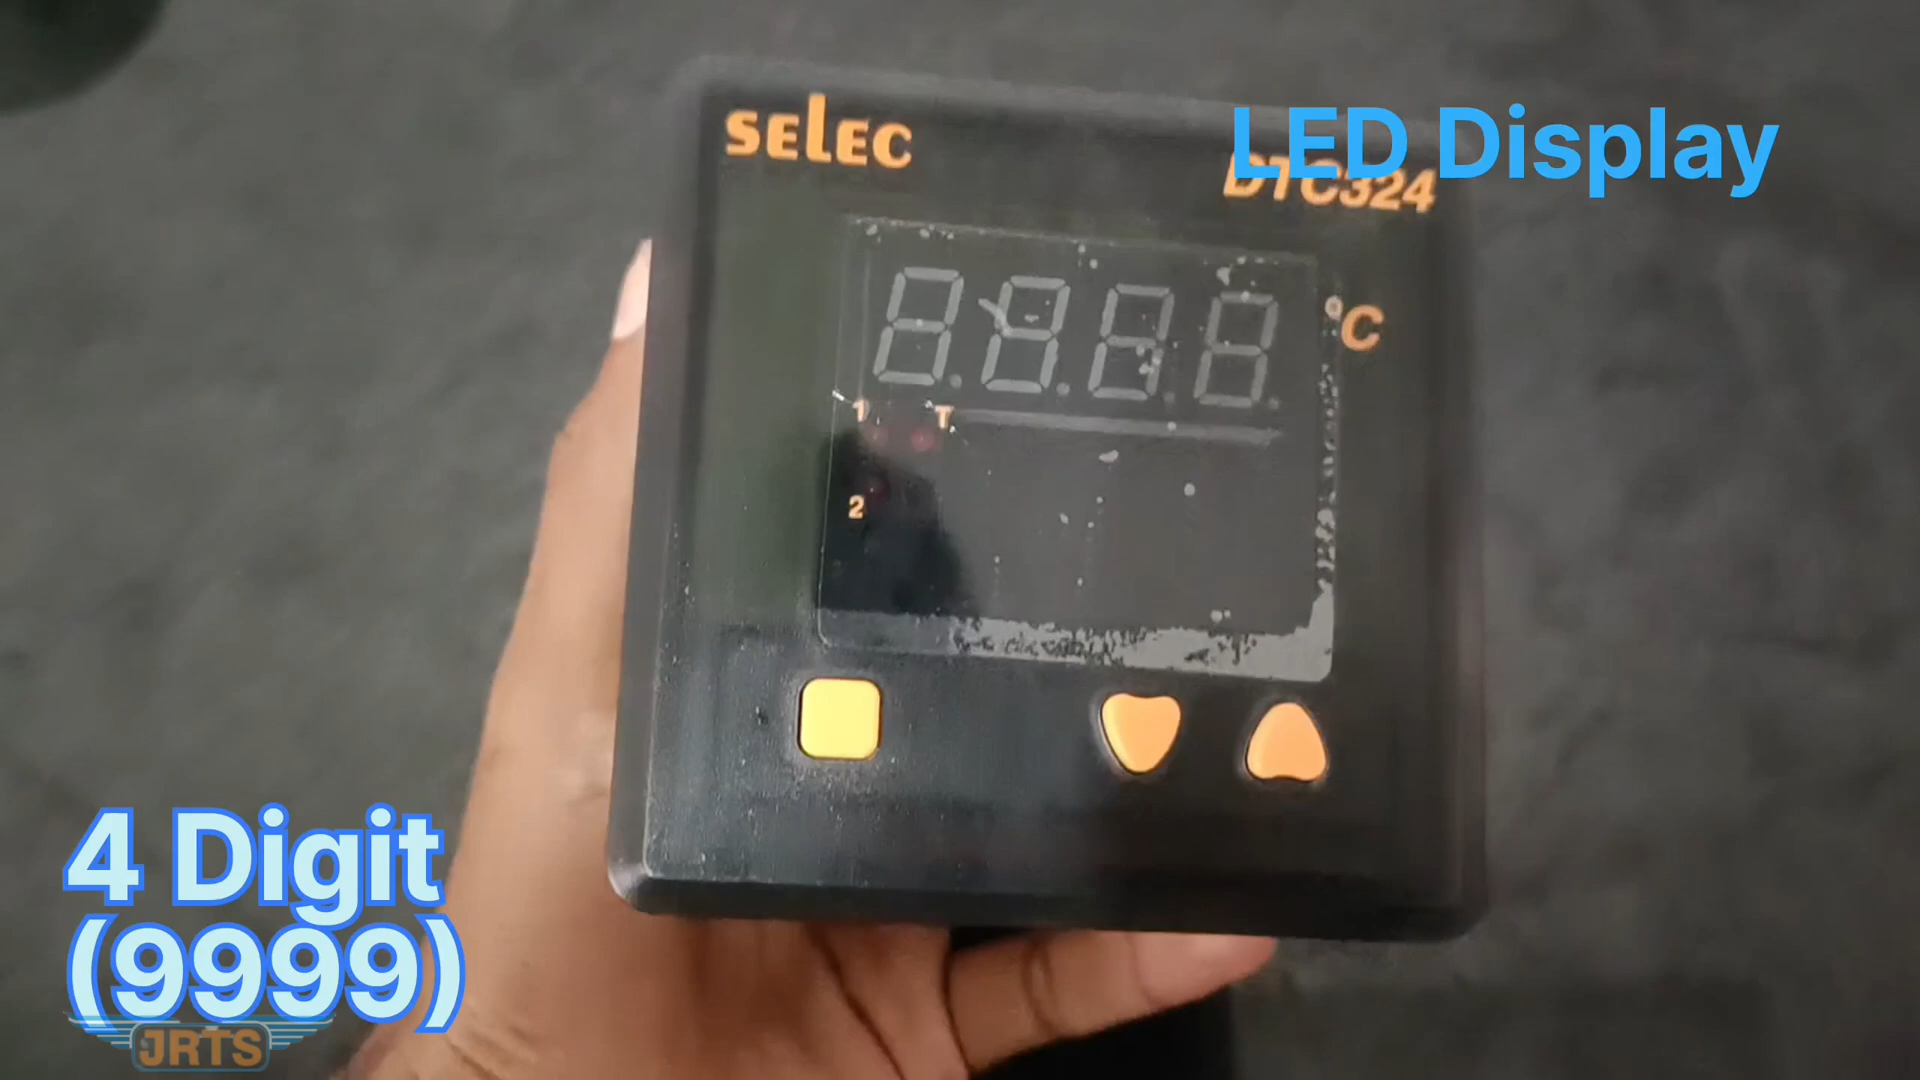 SELEC
LED Display
DTC324
°C
1
T
2
4 Digit
(9999)
JRTS